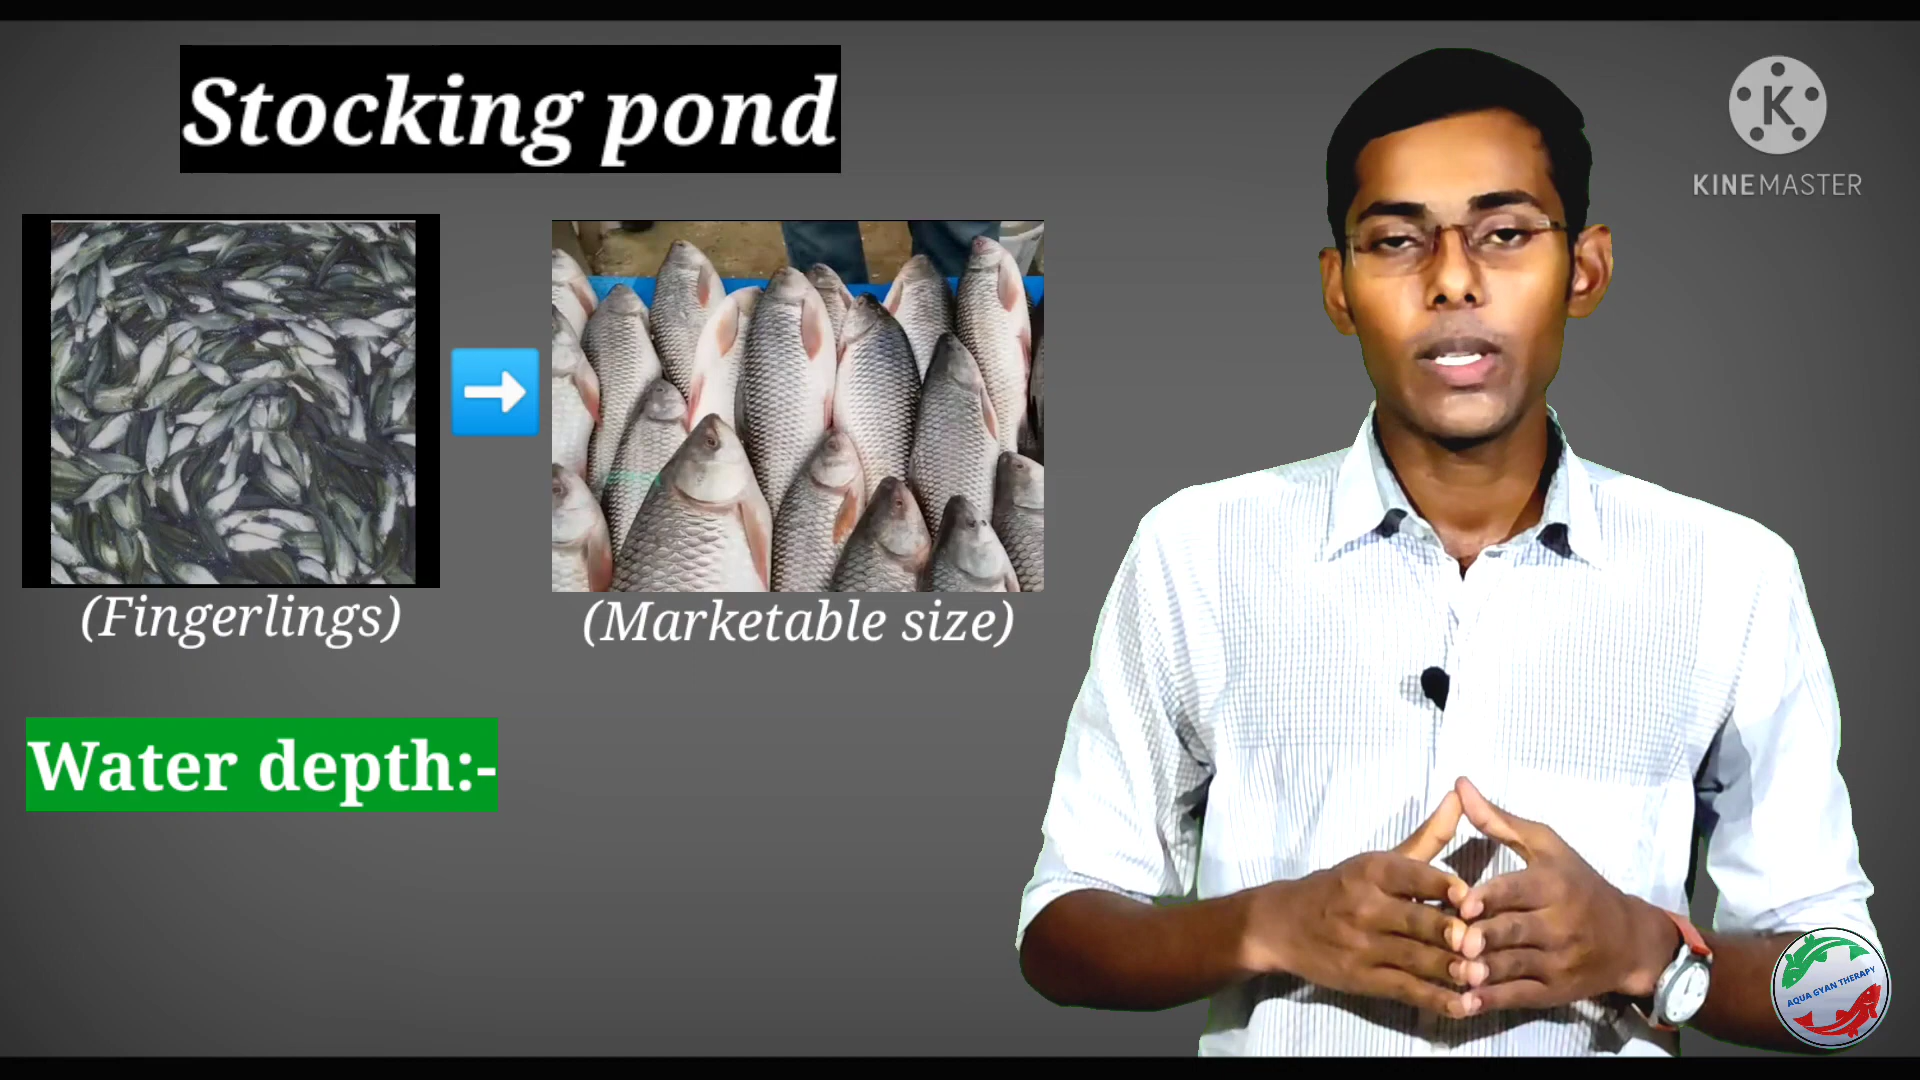 Stocking pond
KINEMASTER
(Fingerlings)
(Marketable size)
Water depth:-
AQUA GYAN THERAPY